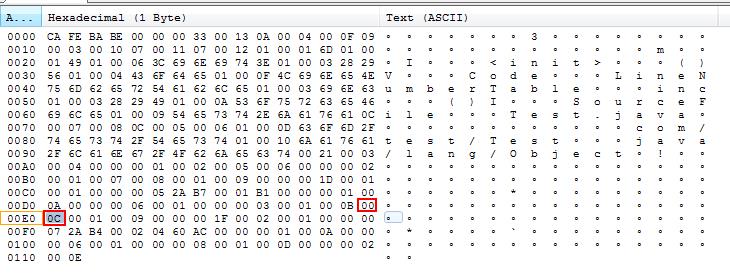 A... Hexadecimal (1 Byte) Text (ASCII)
0000 CA FE BA BE 00 00 00 33 00 13 0A 00 04 00 0F 09 ° ° ° ° ° ° ° 3 ° ° ° ° ° ° ° °
0010 00 03 00 10 07 00 11 07 00 12 01 00 01 6D 01 00 ° ° ° ° ° ° ° ° ° ° ° ° ° m ° °
0020 01 49 01 00 06 3C 69 6E 69 74 3E 01 00 03 28 29 ° I ° ° ° < i n i t > ° ° ° ( )
0030 56 01 00 04 43 6F 64 65 01 00 0F 4C 69 6E 65 4E V ° ° ° C o d e ° ° ° L i n e N
0040 75 6D 62 65 72 54 61 62 6C 65 01 00 03 69 6E 63 u m b e r T a b l e ° ° ° i n c
0050 01 00 03 28 29 49 01 00 0A 53 6F 75 72 63 65 46 ° ° ° ( ) I ° ° ° S o u r c e F
0060 69 6C 65 01 00 09 54 65 73 74 2E 6A 61 76 61 0C i l e ° ° ° T e s t . j a v a °
0070 00 07 00 08 0C 00 05 00 06 01 00 0D 63 6F 6D 2F ° ° ° ° ° ° ° ° ° ° ° ° c o m /
0080 74 65 73 74 2F 54 65 73 74 01 00 10 6A 61 76 61 t e s t / T e s t ° ° ° j a v a
0090 2F 6C 61 6E 67 2F 4F 62 6A 65 63 74 00 21 00 03 / l a n g / O b j e c t ° ! ° °
00A0 00 04 00 00 00 01 00 02 00 05 00 06 00 00 00 02 ° ° ° ° ° ° ° ° ° ° ° ° ° ° ° °
00B0 00 01 00 07 00 08 00 01 00 09 00 00 00 1D 00 01 ° ° ° ° ° ° ° ° ° ° ° ° ° ° ° °
00C0 00 01 00 00 00 05 2A B7 00 01 B1 00 00 00 01 00 ° ° ° ° ° ° * ° ° ° ° ° ° ° ° °
00D0 0A 00 00 00 06 00 01 00 00 00 03 00 01 00 0B 00 ° ° ° ° ° ° ° ° ° ° ° ° ° ° ° °
00E0 0C 00 01 00 09 00 00 00 1F 00 02 00 01 00 00 00 ° ° ° ° ° ° ° ° ° ° ° ° ° ° ° °
00F0 07 2A B4 00 02 04 60 AC 00 00 00 01 00 0A 00 00 ° * ° ° ° ° ` ° ° ° ° ° ° ° ° °
0100 00 06 00 01 00 00 00 08 00 01 00 0D 00 00 00 02 ° ° ° ° ° ° ° ° ° ° ° ° ° ° ° °
0110 00 0E ° °